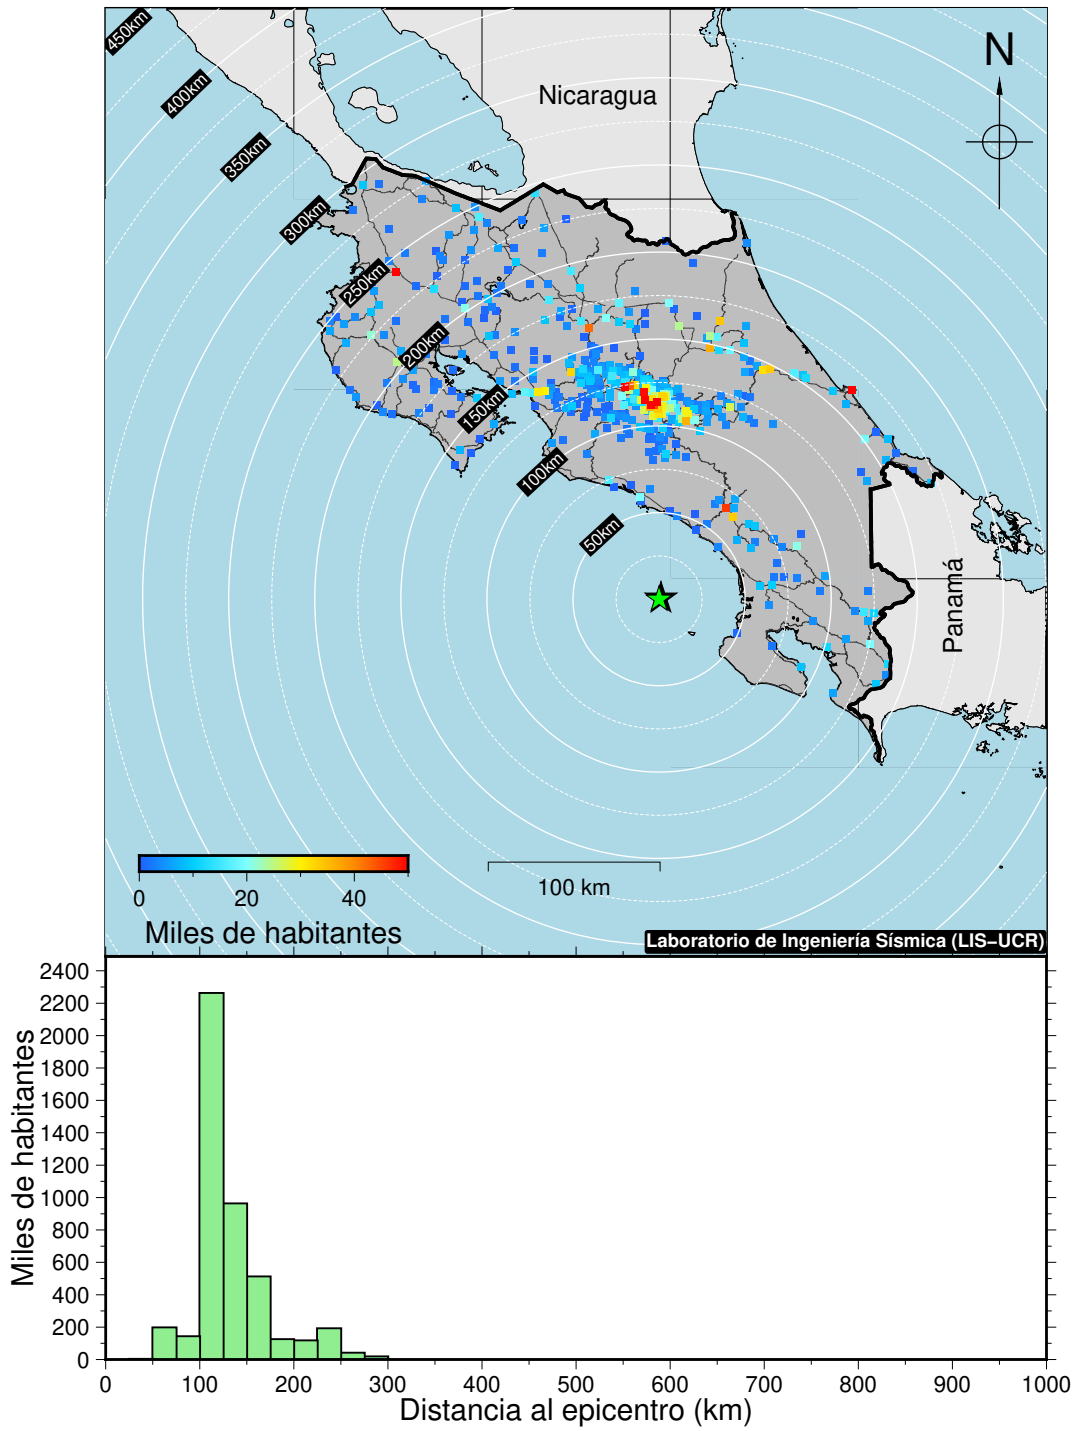 450km
400km
350km
300km
250km
200km
150km
100km
50km
Nicaragua
N
Panamá
0
20
40
Miles de habitantes
100 km
Laboratorio de Ingeniería Sísmica (LIS–UCR)
2400
2200
2000
1800
1600
1400
1200
1000
800
600
400
200
0
Miles de habitantes
0
100
200
300
400
500
600
700
800
900
1000
Distancia al epicentro (km)